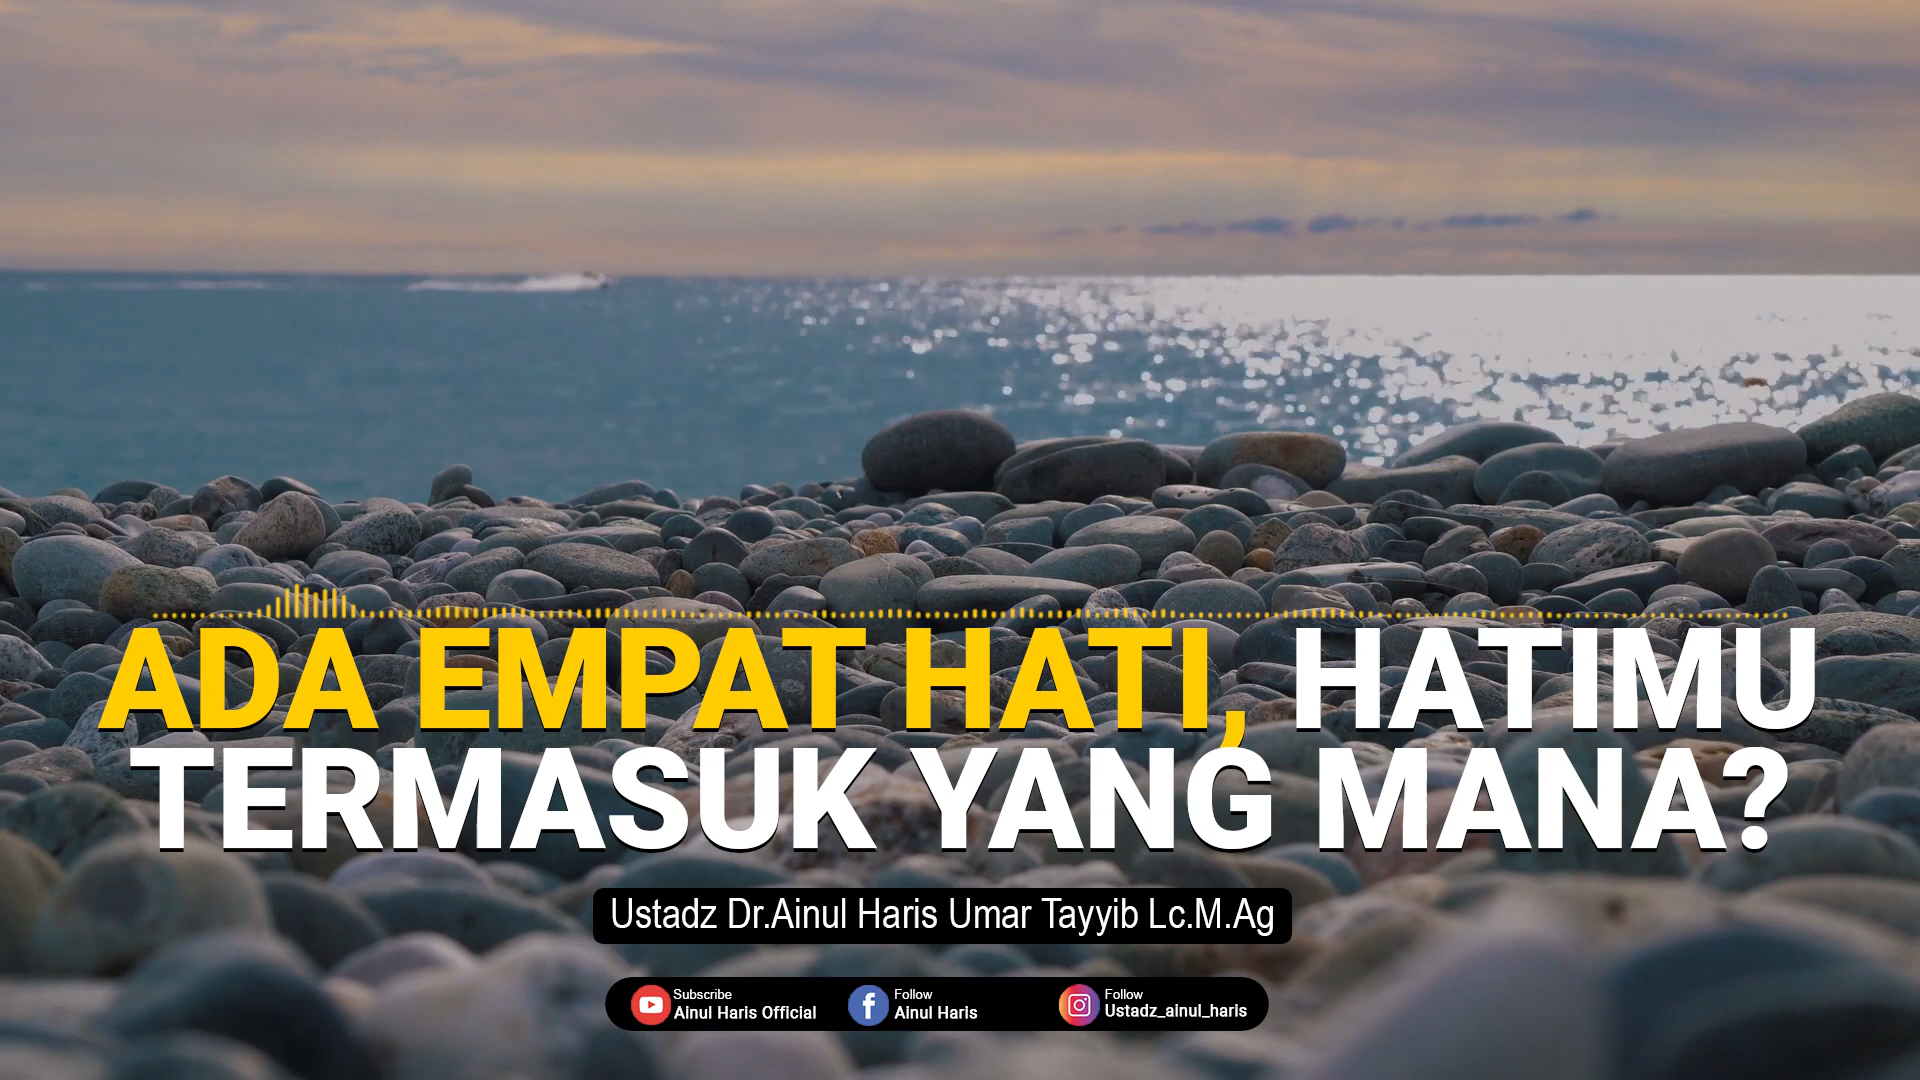 ADA EMPAT HATI, HATIMU
TERMASUK YANG MANA?
Ustadz Dr.Ainul Haris Umar Tayyib Lc.M.Ag
Subscribe
Ainul Haris Official
Follow
Ainul Haris
Follow
Ustadz_ainul_haris